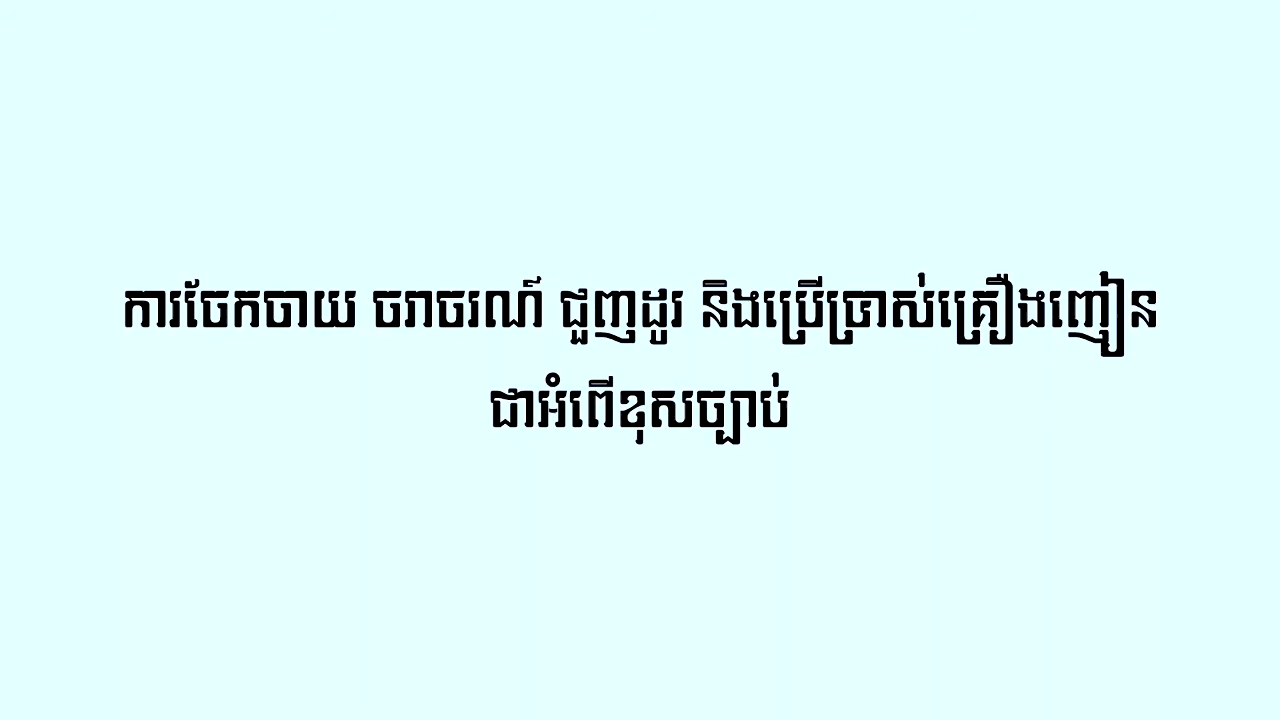 ការចែកចាយ ចរាចរណ៍ ជួញដូរ និងប្រើប្រាស់គ្រឿងញៀន
ជាអំពើខុសច្បាប់